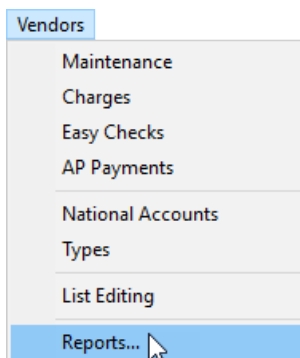 Vendors
Maintenance
Charges
Easy Checks
AP Payments
National Accounts
Types
List Editing
Reports...